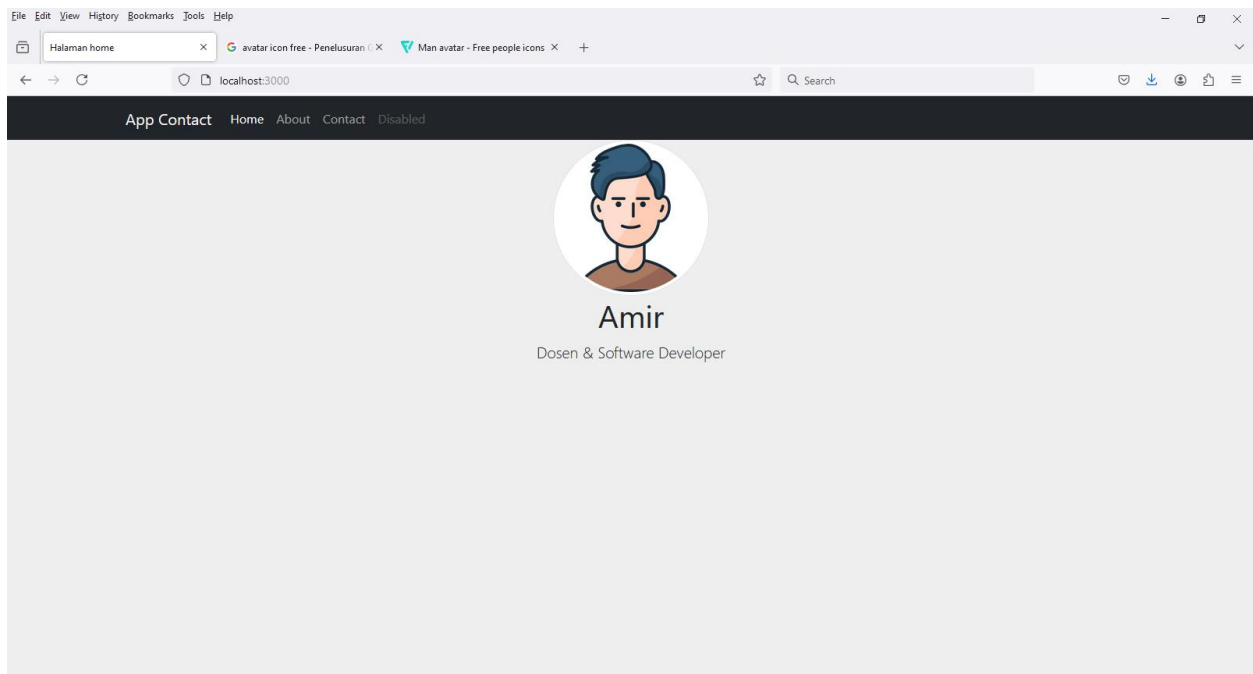 File Edit View History Bookmarks Tools Help
Halaman home
avatar icon free - Penelusuran
Man avatar - Free people icons
localhost:3000
Search
App Contact Home About Contact Disabled
Amir
Dosen & Software Developer